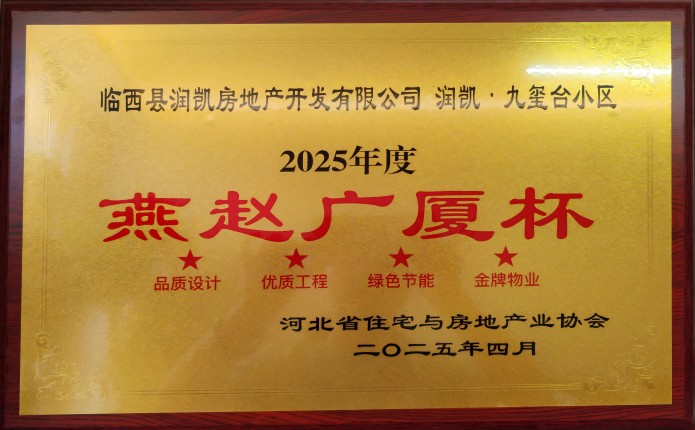 临西县润凯房地产开发有限公司 润凯·九玺台小区
2025年度
燕赵广厦杯
★ ★ ★ ★
品质设计 优质工程 绿色节能 金牌物业
河北省住宅与房地产业协会
二〇二五年四月